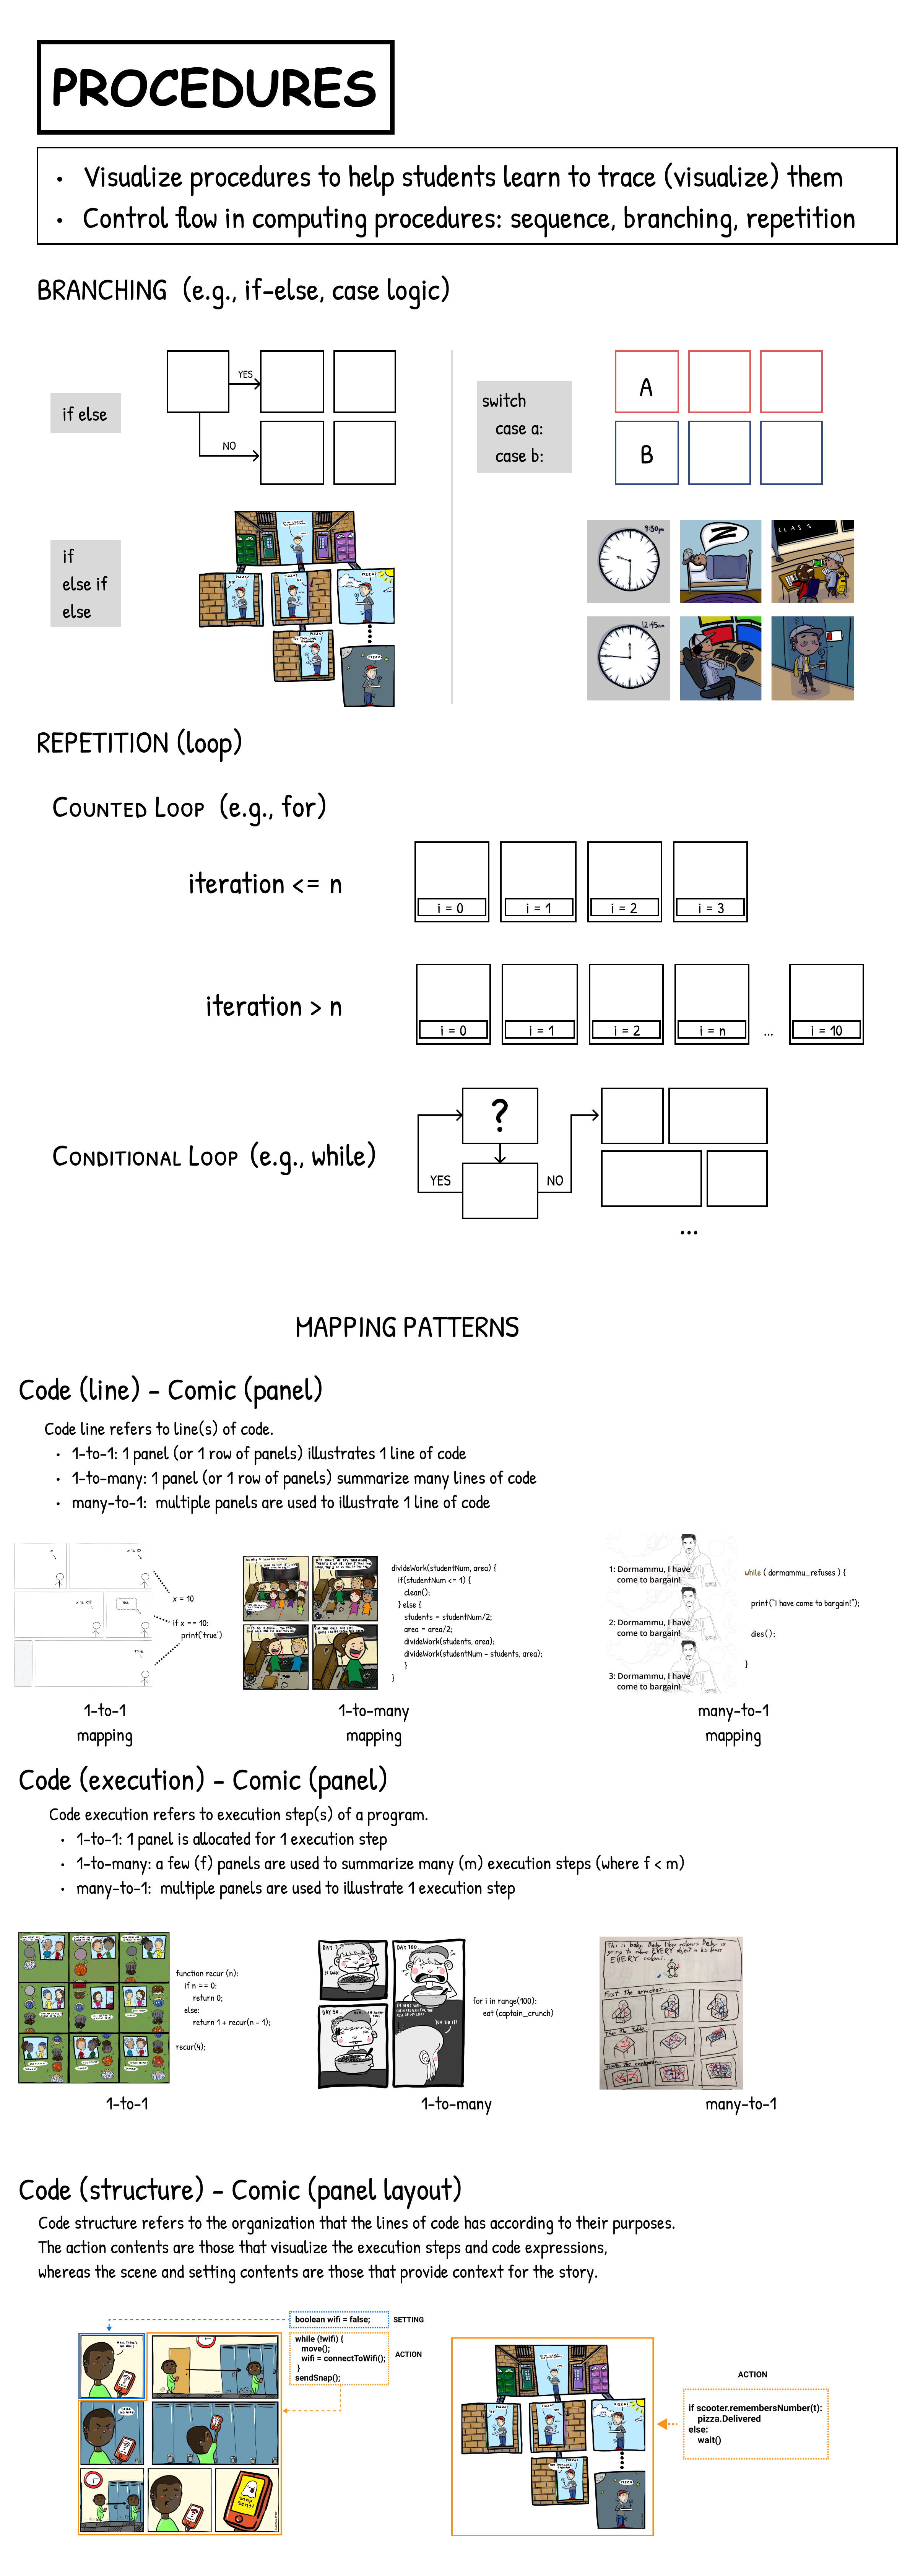 PROCEDURES
• Visualize procedures to help students learn to trace (visualize) them
• Control flow in computing procedures: sequence, branching, repetition
BRANCHING (e.g., if-else, case logic)
if else
YES
NO
switch
case a:
case b:
A
B
if
else if
else
9:30pm
Z
CLASS
12:45am
REPETITION (loop)
COUNTED LOOP (e.g., for)
iteration <= n
i = 0
i = 1
i = 2
i = 3
iteration > n
i = 0
i = 1
i = 2
i = n
...
i = 10
CONDITIONAL LOOP (e.g., while)
?
YES
NO
...
MAPPING PATTERNS
Code (line) - Comic (panel)
Code line refers to line(s) of code.
• 1-to-1: 1 panel (or 1 row of panels) illustrates 1 line of code
• 1-to-many: 1 panel (or 1 row of panels) summarize many lines of code
• many-to-1: multiple panels are used to illustrate 1 line of code
x = 10
if x == 10:
print('true')
1-to-1
mapping
divideWork(studentNum, area) {
if(studentNum <= 1) {
clean();
} else {
students = studentNum/2;
area = area/2;
divideWork(students, area);
divideWork(studentNum - students, area);
}
}
1-to-many
mapping
1: Dormammu, I have
come to bargain!
2: Dormammu, I have
come to bargain!
3: Dormammu, I have
come to bargain!
while ( dormammu_refuses ) {
print("I have come to bargain!");
dies();
}
many-to-1
mapping
Code (execution) - Comic (panel)
Code execution refers to execution step(s) of a program.
• 1-to-1: 1 panel is allocated for 1 execution step
• 1-to-many: a few (f) panels are used to summarize many (m) execution steps (where f < m)
• many-to-1: multiple panels are used to illustrate 1 execution step
function recur (n):
if n == 0:
return 0;
else:
return 1 + recur(n - 1);
recur(4);
1-to-1
DAY 1
DAY 50
DAY 100
YOU DID IT!
for i in range(100):
eat (captain_crunch)
1-to-many
EVERY
First the
many-to-1
Code (structure) - Comic (panel layout)
Code structure refers to the organization that the lines of code has according to their purposes.
The action contents are those that visualize the execution steps and code expressions,
whereas the scene and setting contents are those that provide context for the story.
boolean wifi = false;
SETTING
while (!wifi) {
move();
wifi = connectToWifi();
}
sendSnap();
ACTION
SNAP
SENT!
ACTION
if scooter.remembersNumber(t):
pizza.Delivered
else:
wait()